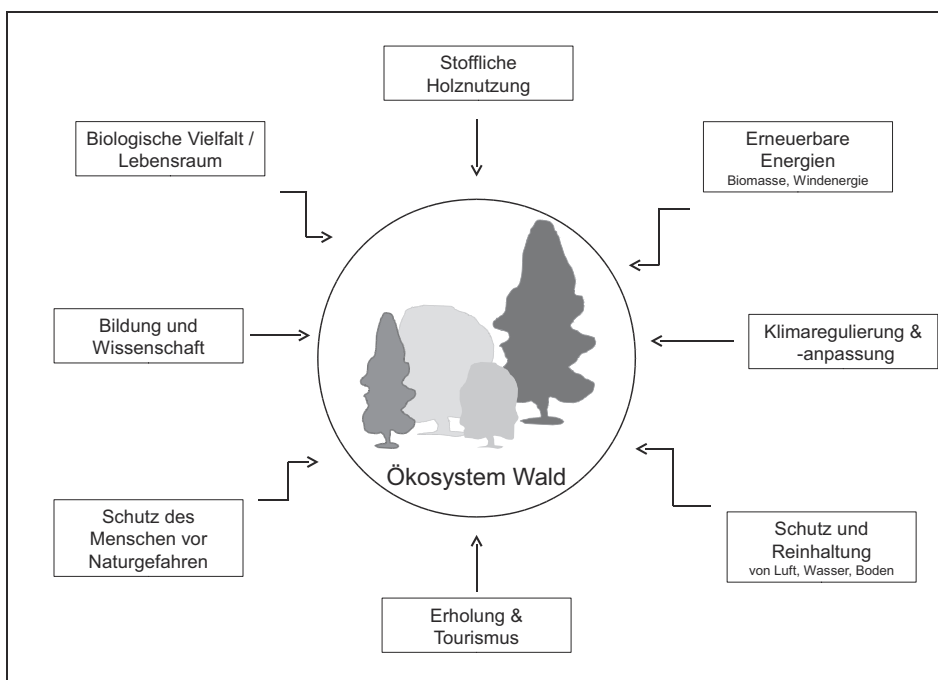 Stoffliche
Holznutzung
Biologische Vielfalt /
Lebensraum
Erneuerbare
Energien
Biomasse, Windenergie
Bildung und
Wissenschaft
Klimaregulierung &
-anpassung
Ökosystem Wald
Schutz des
Menschen vor
Naturgefahren
Schutz und
Reinhaltung
von Luft, Wasser, Boden
Erholung &
Tourismus